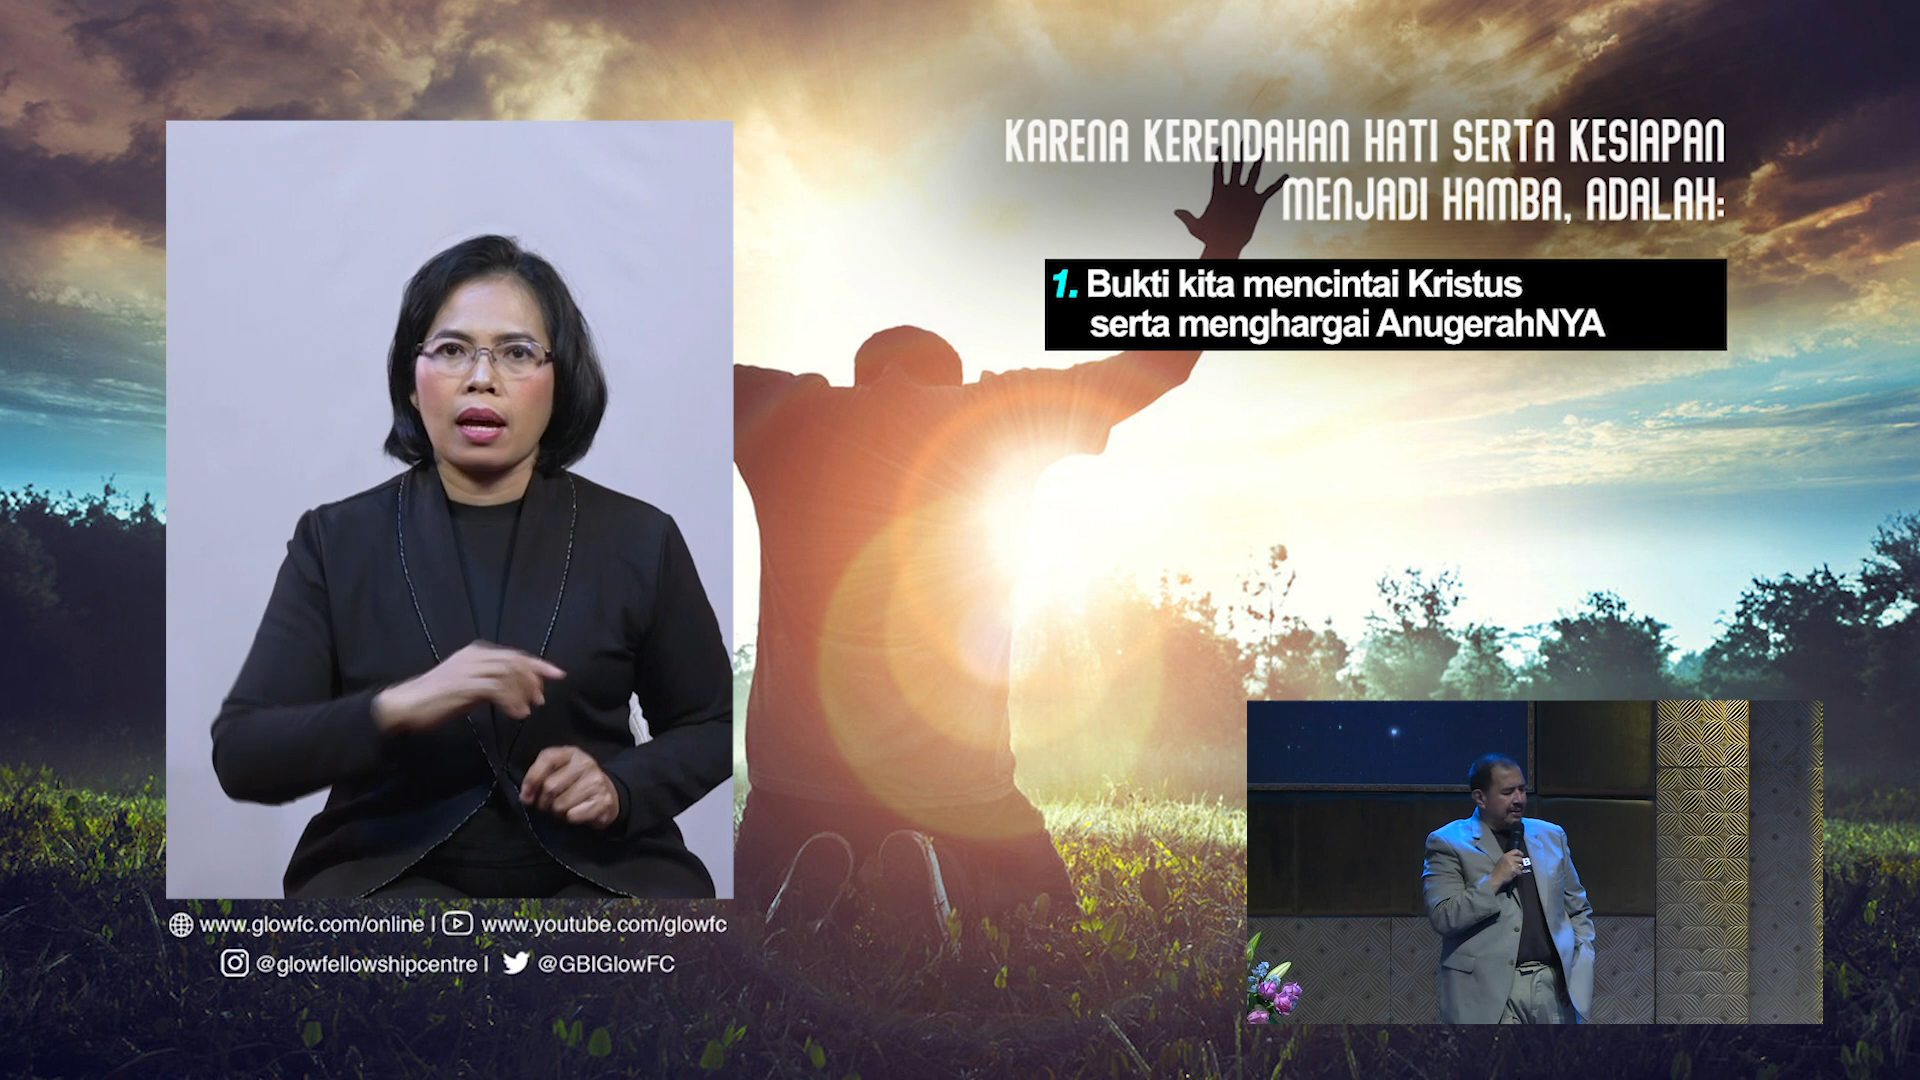 KARENA KERENDAHAN HATI SERTA KESIAPAN
MENJADI HAMBA, ADALAH:
1. Bukti kita mencintai Kristus
serta menghargai AnugerahNYA
www.glowfc.com/online | www.youtube.com/glowfc
@glowfellowshipcentre | @GBIGlowFC